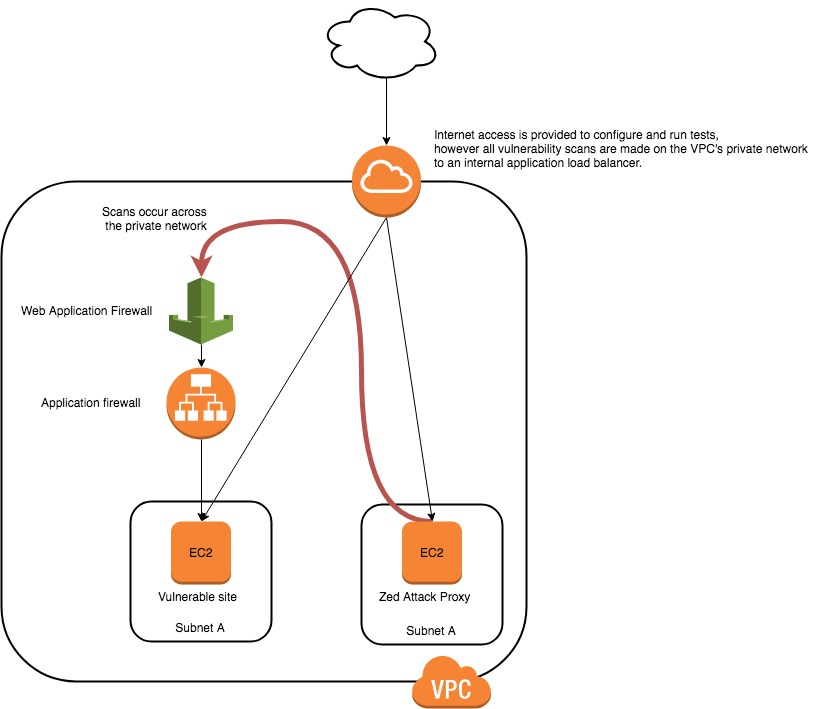 Internet access is provided to configure and run tests,
however all vulnerability scans are made on the VPC's private network
to an internal application load balancer.
Scans occur across
the private network
Web Application Firewall
Application firewall
EC2
Vulnerable site
Subnet A
EC2
Zed Attack Proxy
Subnet A
VPC